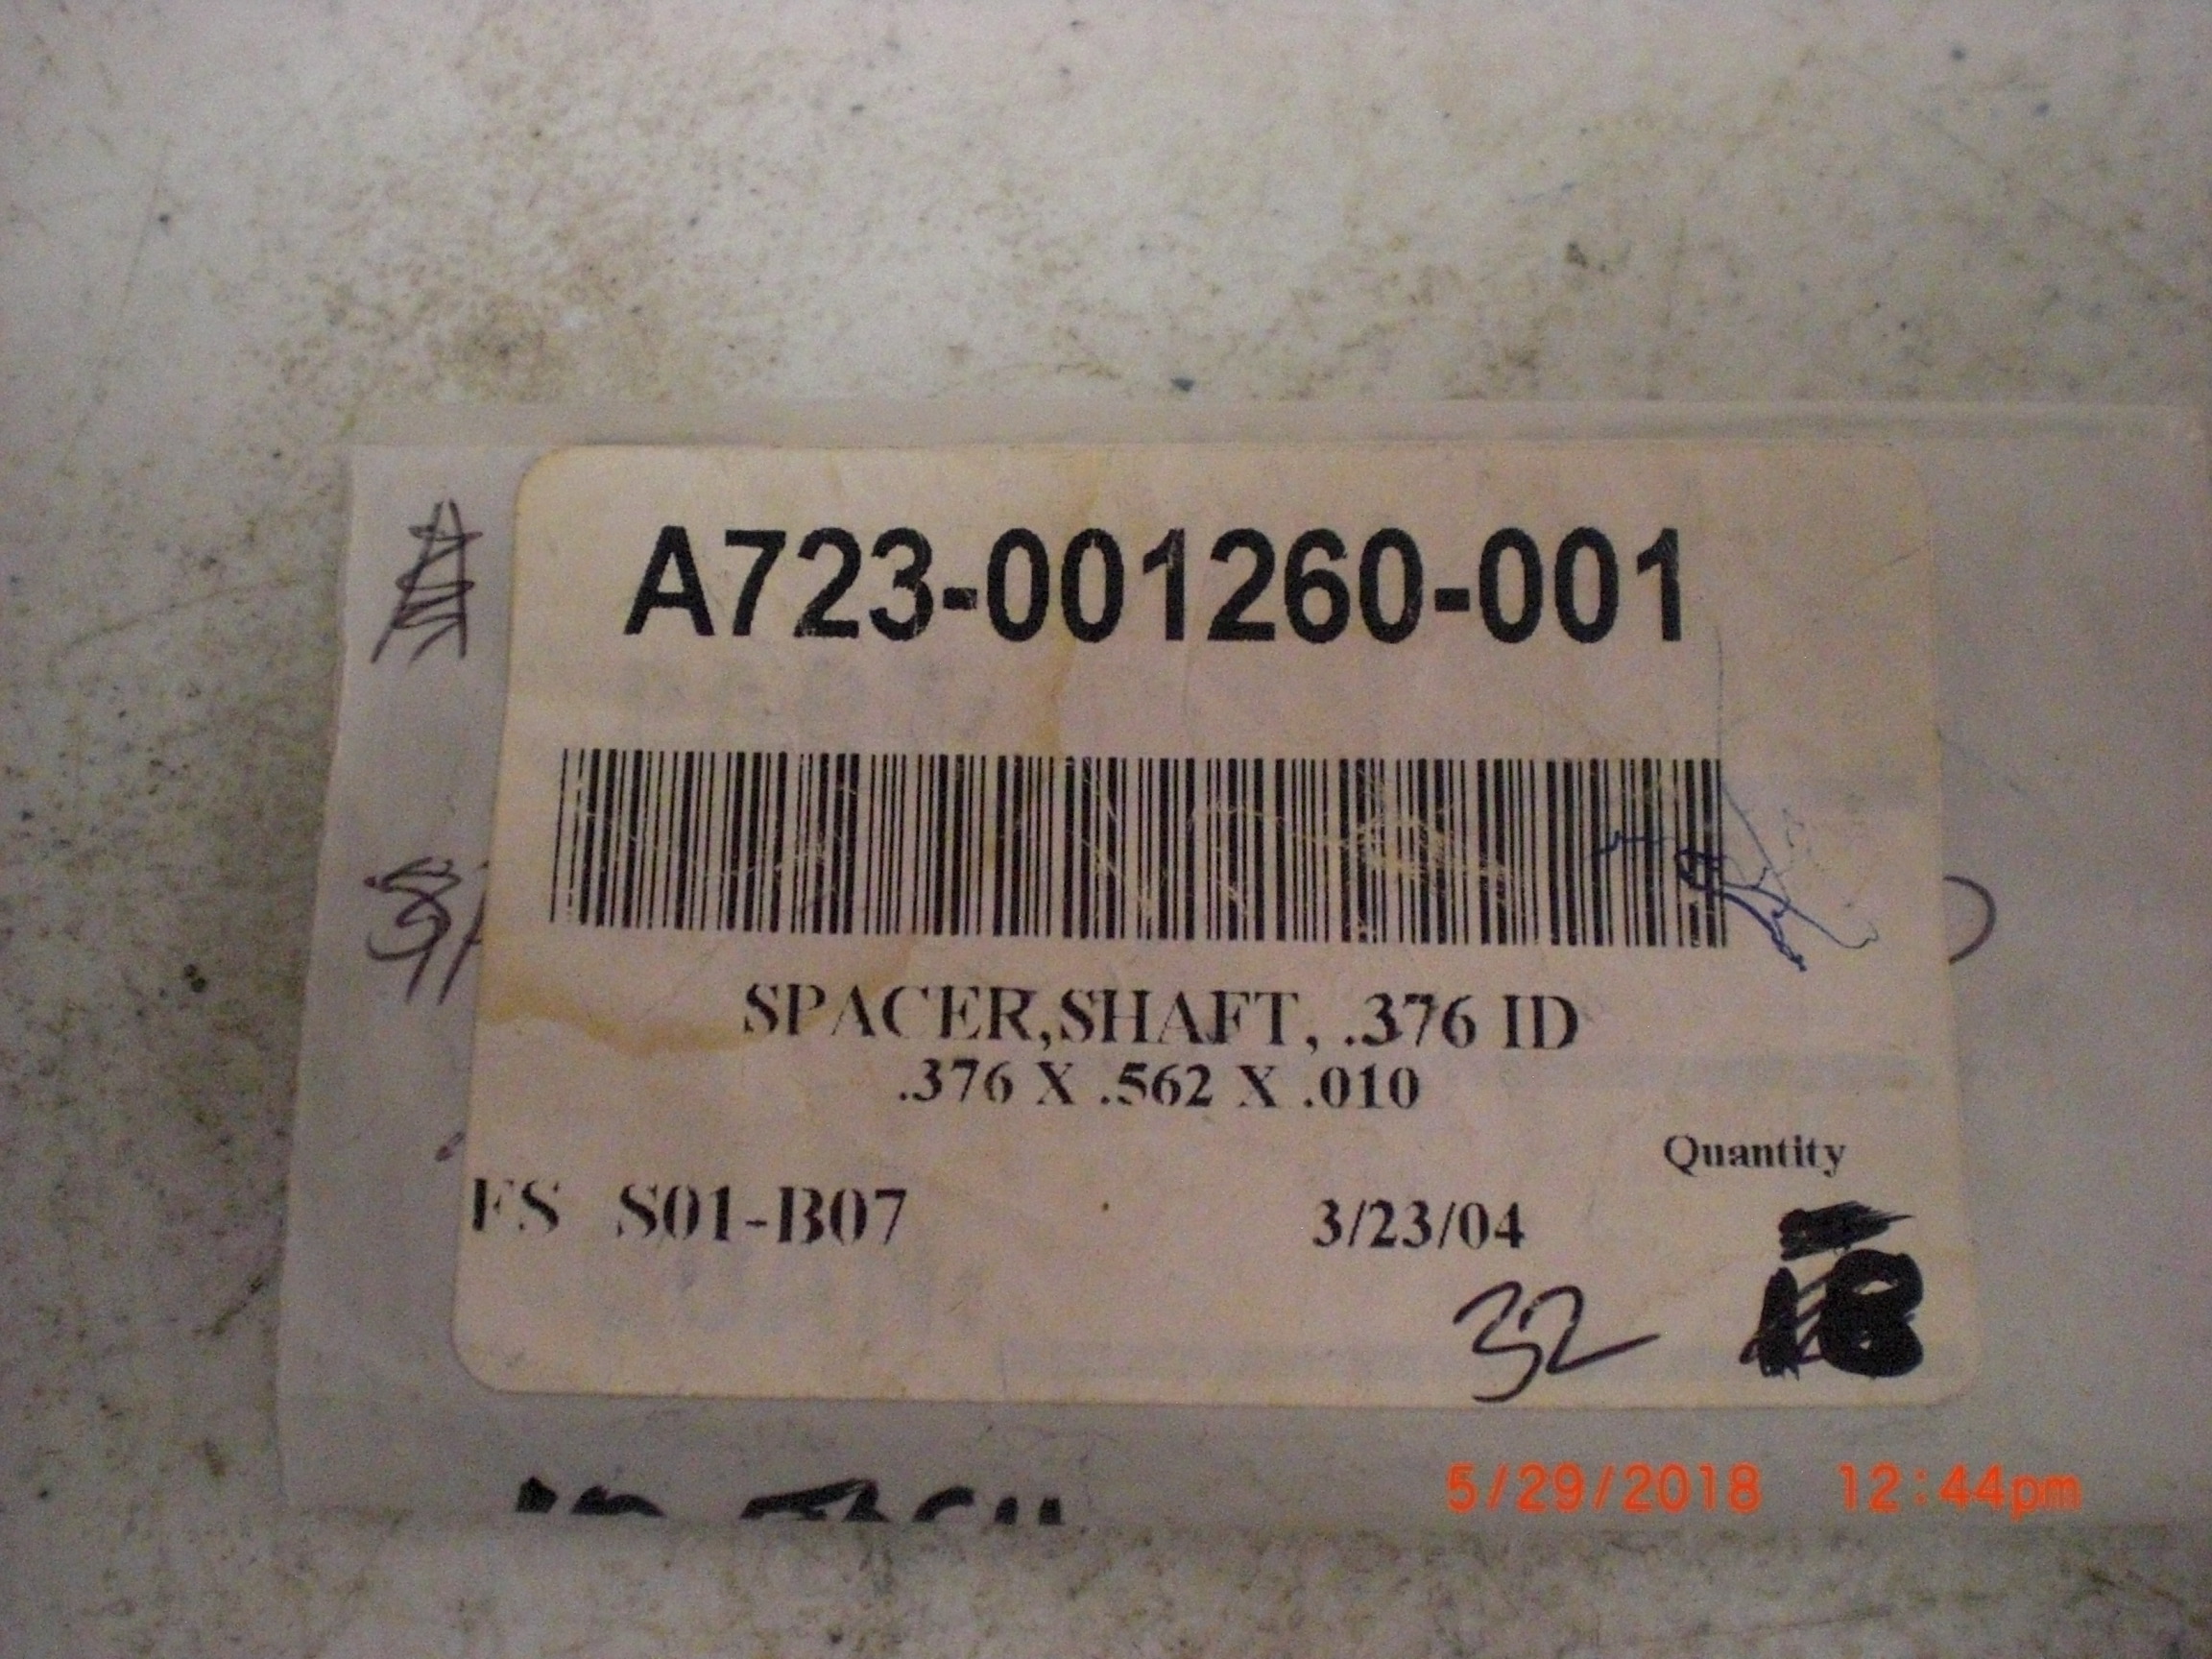 A723-001260-001
SPACER,SHAFT, .376 ID
.376 X .562 X .010
Quantity
FS S01-B07 3/23/04
32 18
5/29/2018 12:44pm